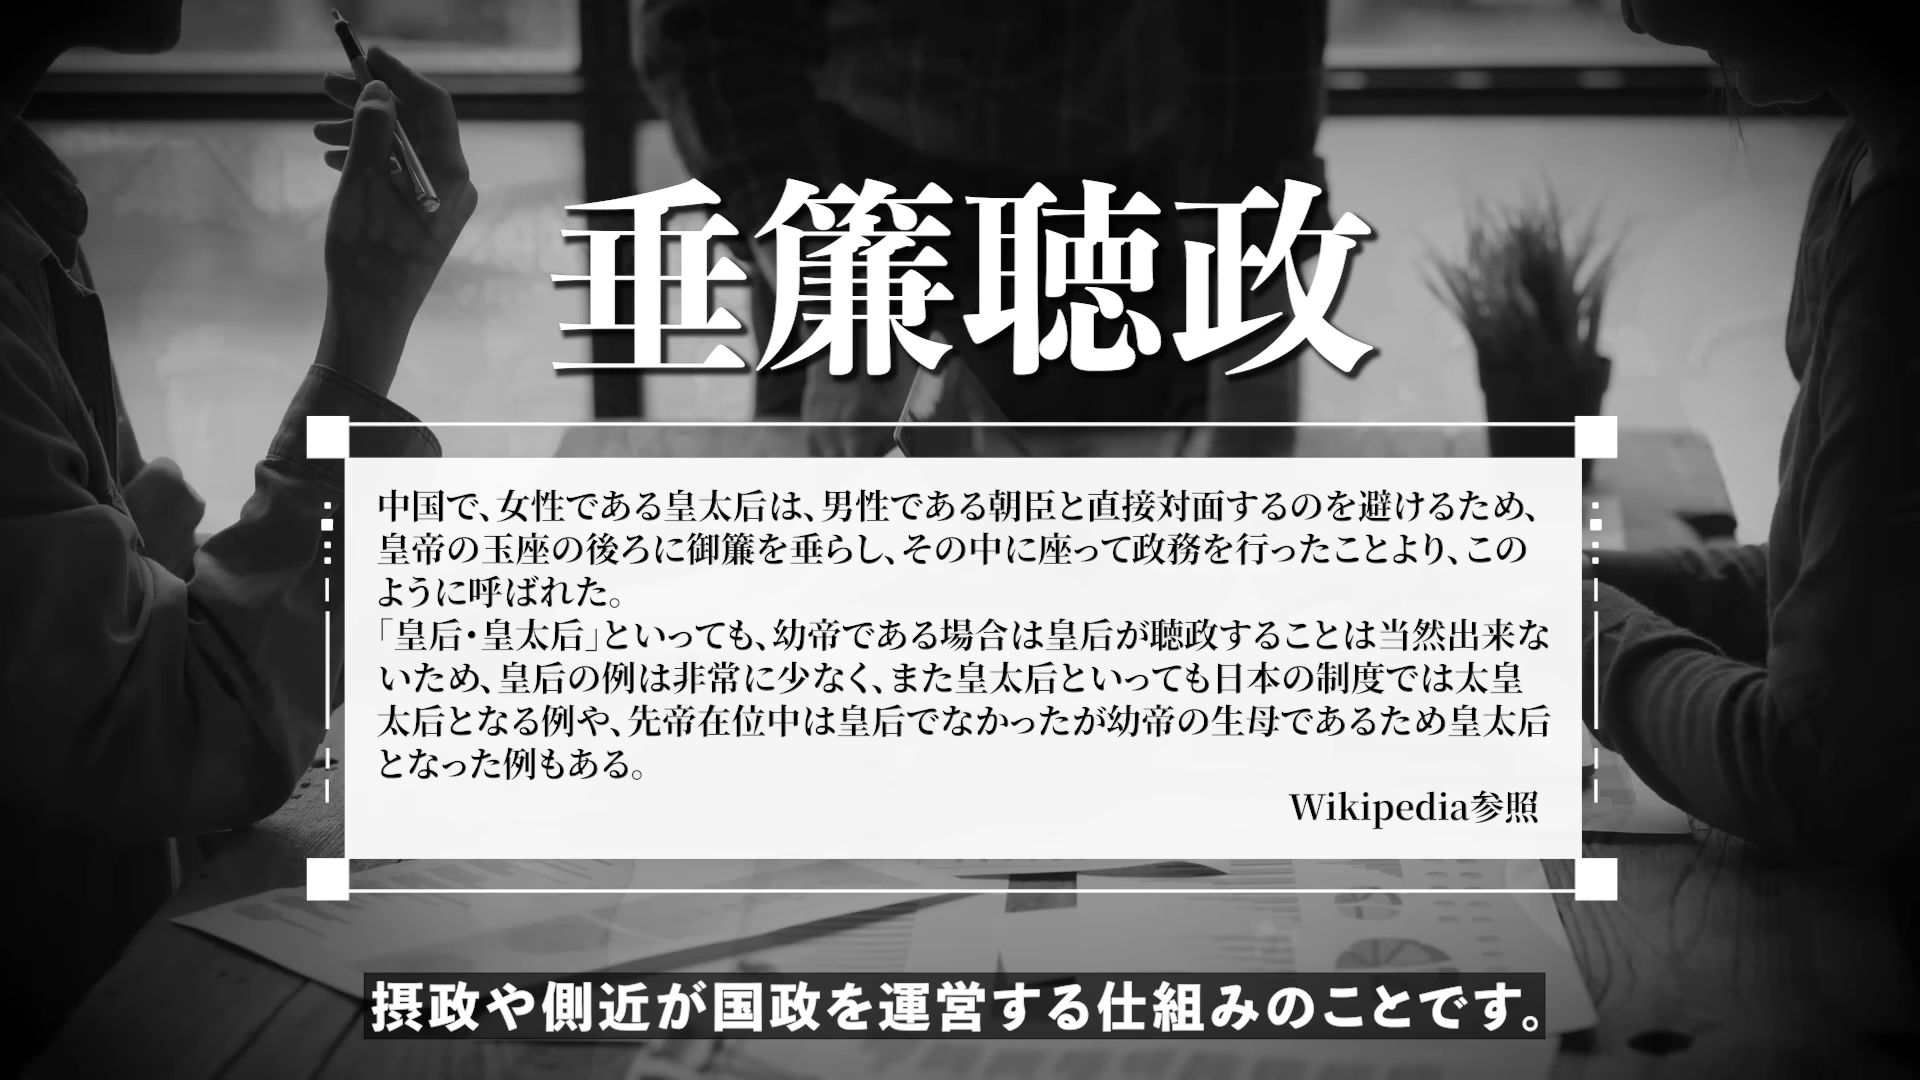 垂簾聴政
中国で、女性である皇太后は、男性である朝臣と直接対面するのを避けるため、
皇帝の玉座の後ろに御簾を垂らし、その中に座って政務を行ったことより、この
ように呼ばれた。
「皇后・皇太后」といっても、幼帝である場合は皇后が聴政することは当然出来な
いため、皇后の例は非常に少なく、また皇太后といっても日本の制度では太皇
太后となる例や、先帝在位中は皇后でなかったが幼帝の生母であるため皇太后
となった例もある。
Wikipedia参照
摂政や側近が国政を運営する仕組みのことです。